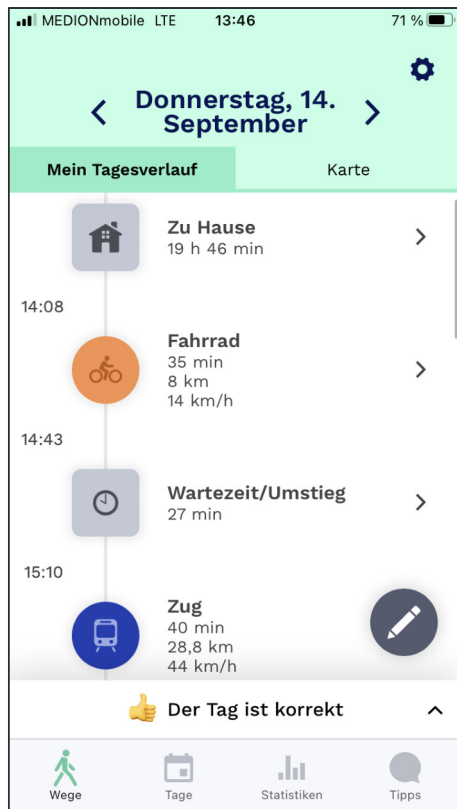 MEDIONmobile LTE 13:46 71 %
Donnerstag, 14.
September
Mein Tagesverlauf Karte
Zu Hause
19 h 46 min
14:08
Fahrrad
35 min
8 km
14 km/h
14:43
Wartezeit/Umstieg
27 min
15:10
Zug
40 min
28,8 km
44 km/h
Der Tag ist korrekt
Wege Tage Statistiken Tipps